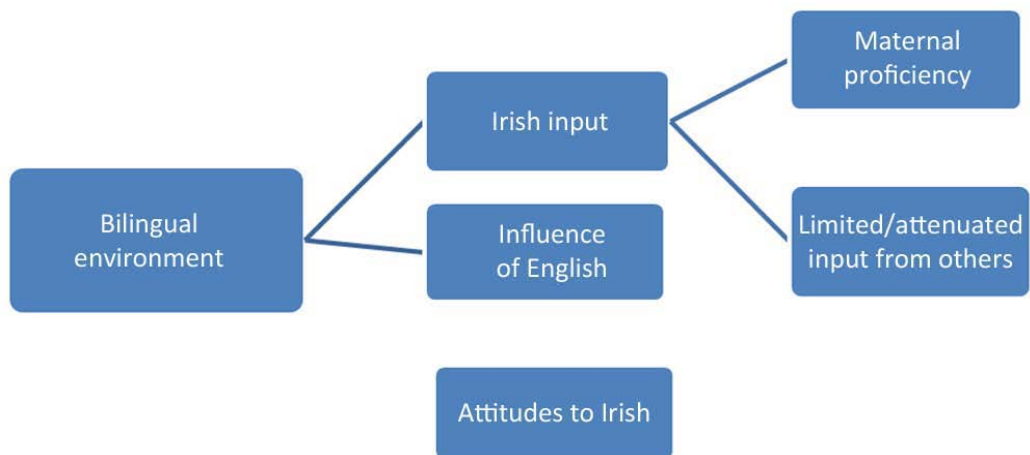 Bilingual
environment
Irish input
Influence
of English
Attitudes to Irish
Maternal
proficiency
Limited/attenuated
input from others